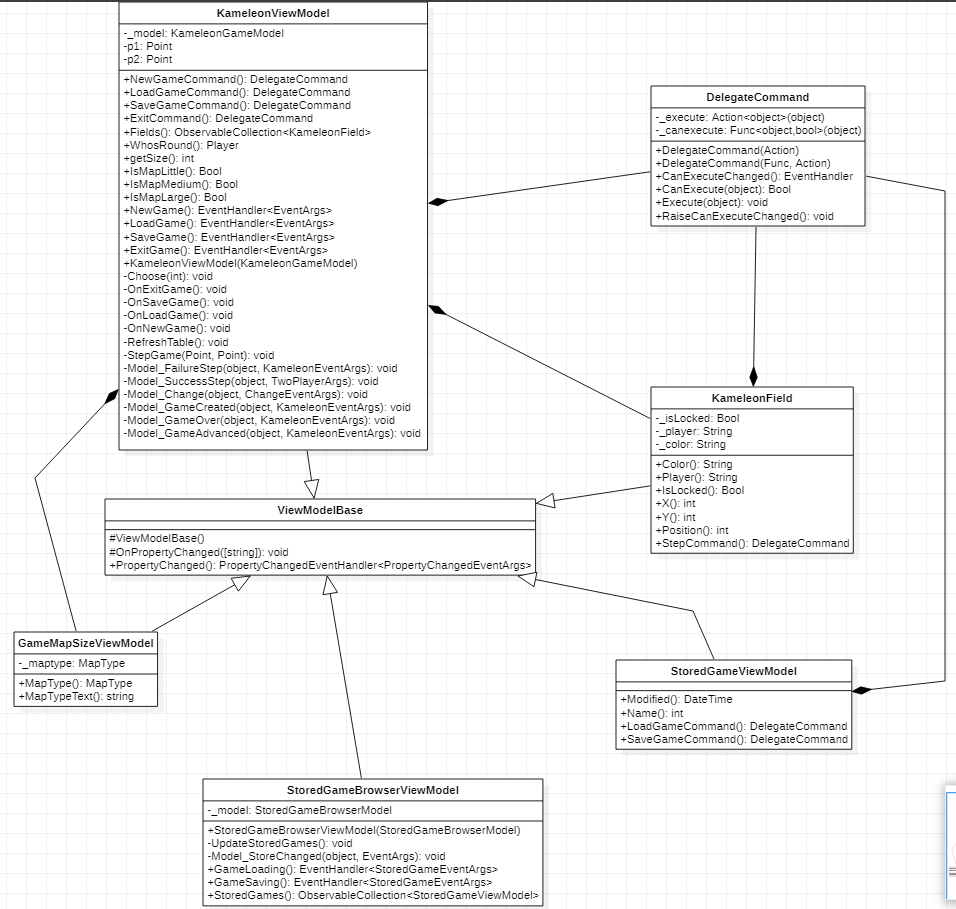 KameleonViewModel
-_model: KameleonGameModel
-p1: Point
-p2: Point
+NewGameCommand(): DelegateCommand
+LoadGameCommand(): DelegateCommand
+SaveGameCommand(): DelegateCommand
+ExitCommand(): DelegateCommand
+Fields(): ObservableCollection<KameleonField>
+WhosRound(): Player
+getSize(): int
+IsMapLittle(): Bool
+IsMapMedium(): Bool
+IsMapLarge(): Bool
+NewGame(): EventHandler<EventArgs>
+LoadGame(): EventHandler<EventArgs>
+SaveGame(): EventHandler<EventArgs>
+ExitGame(): EventHandler<EventArgs>
+KameleonViewModel(KameleonGameModel)
-Choose(int): void
-OnExitGame(): void
-OnSaveGame(): void
-OnLoadGame(): void
-OnNewGame(): void
-RefreshTable(): void
-StepGame(Point, Point): void
-Model_FailureStep(object, KameleonEventArgs): void
-Model_SuccessStep(object, TwoPlayerArgs): void
-Model_Change(object, ChangeEventArgs): void
-Model_GameCreated(object, KameleonEventArgs): void
-Model_GameOver(object, KameleonEventArgs): void
-Model_GameAdvanced(object, KameleonEventArgs): void
DelegateCommand
-_execute: Action<object>(object)
-_canexecute: Func<object,bool>(object)
+DelegateCommand(Action)
+DelegateCommand(Func, Action)
+CanExecuteChanged(): EventHandler
+CanExecute(object): Bool
+Execute(object): void
+RaiseCanExecuteChanged(): void
KameleonField
-_isLocked: Bool
-_player: String
-_color: String
+Color(): String
+Player(): String
+IsLocked(): Bool
+X(): int
+Y(): int
+Position(): int
+StepCommand(): DelegateCommand
ViewModelBase
#ViewModelBase()
#OnPropertyChanged([string]): void
+PropertyChanged(): PropertyChangedEventHandler<PropertyChangedEventArgs>
GameMapSizeViewModel
-_maptype: MapType
+MapType(): MapType
+MapTypeText(): string
StoredGameViewModel
+Modified(): DateTime
+Name(): int
+LoadGameCommand(): DelegateCommand
+SaveGameCommand(): DelegateCommand
StoredGameBrowserViewModel
-_model: StoredGameBrowserModel
+StoredGameBrowserViewModel(StoredGameBrowserModel)
-UpdateStoredGames(): void
-Model_StoreChanged(object, EventArgs): void
+GameLoading(): EventHandler<StoredGameEventArgs>
+GameSaving(): EventHandler<StoredGameEventArgs>
+StoredGames(): ObservableCollection<StoredGameViewModel>